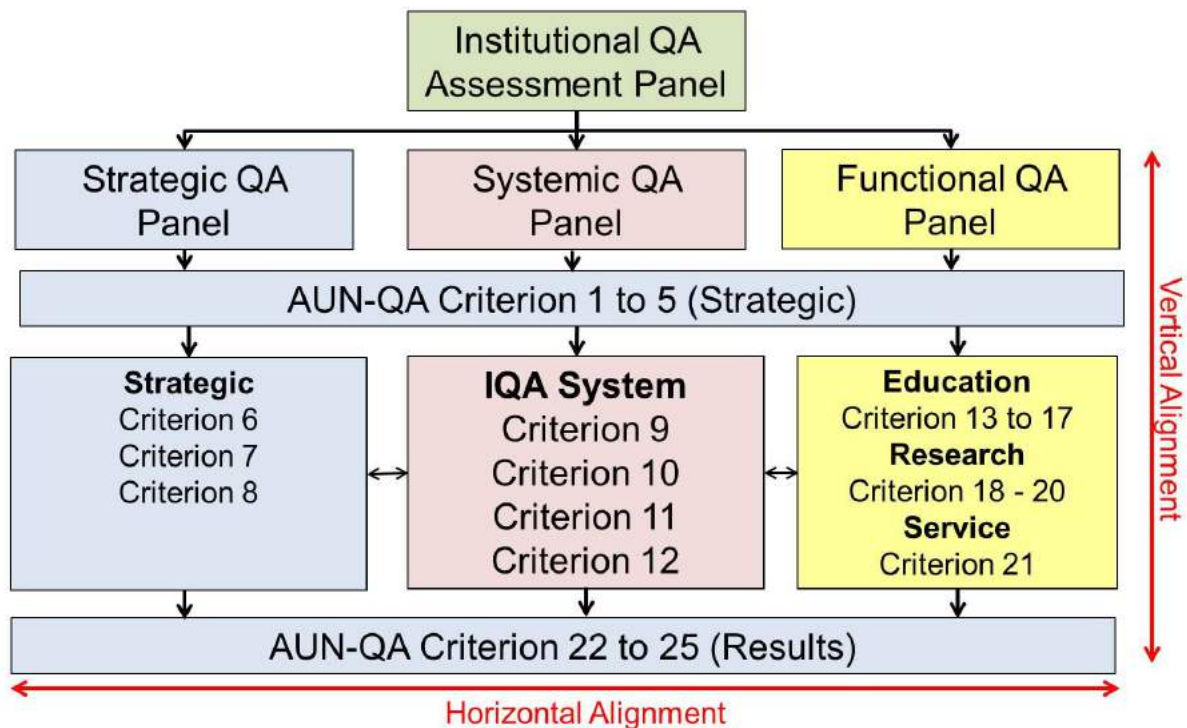 Institutional QA
Assessment Panel
Strategic QA
Panel
Systemic QA
Panel
Functional QA
Panel
AUN-QA Criterion 1 to 5 (Strategic)
Strategic
Criterion 6
Criterion 7
Criterion 8
IQA System
Criterion 9
Criterion 10
Criterion 11
Criterion 12
Education
Criterion 13 to 17
Research
Criterion 18 - 20
Service
Criterion 21
AUN-QA Criterion 22 to 25 (Results)
Vertical Alignment
Horizontal Alignment